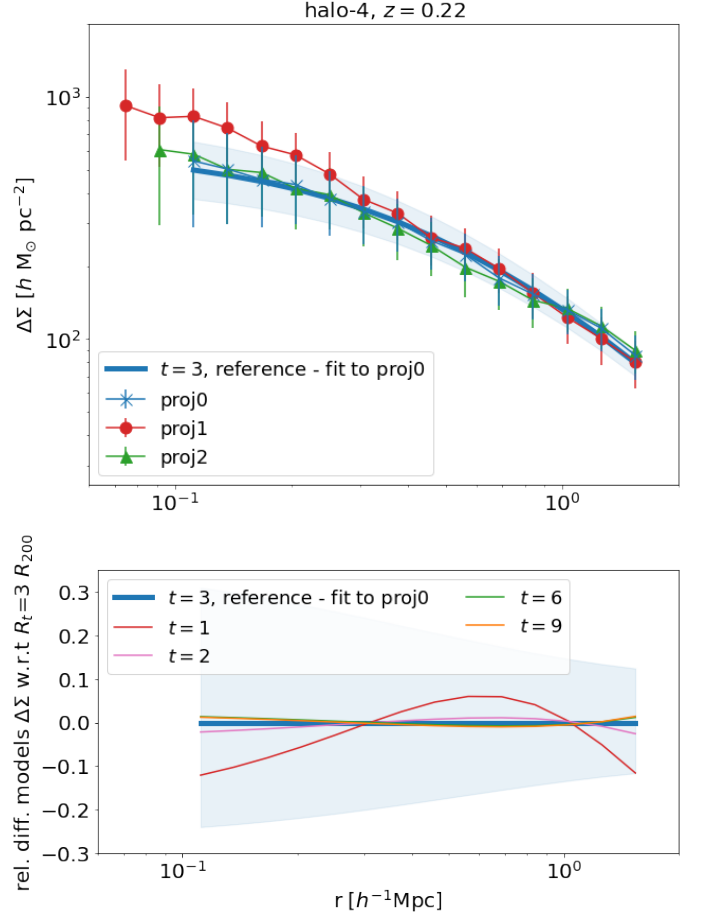 halo-4, z = 0.22
ΔΣ [h M⊙ pc⁻²]
10³
10²
t = 3, reference - fit to proj0
proj0
proj1
proj2
10⁻¹
10⁰
rel. diff. models ΔΣ w.r.t R_t=3 R_200
0.3
0.2
0.1
0.0
−0.1
−0.2
−0.3
t = 3, reference - fit to proj0
t = 1
t = 2
t = 6
t = 9
10⁻¹
10⁰
r [h⁻¹Mpc]